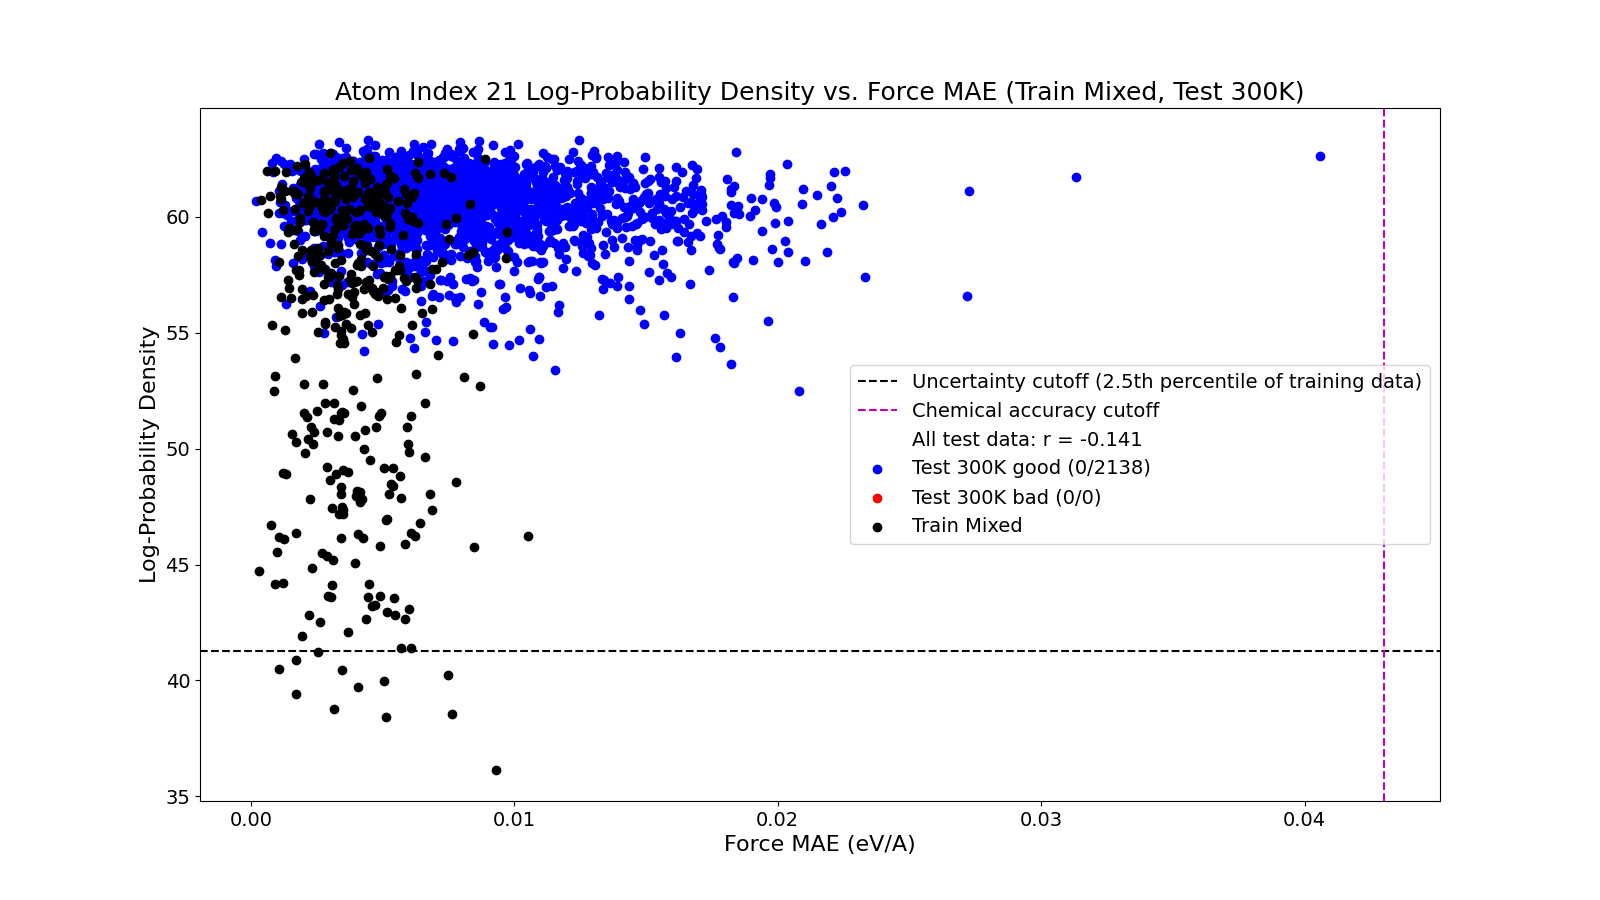 Atom Index 21 Log-Probability Density vs. Force MAE (Train Mixed, Test 300K)
Log-Probability Density
60
55
50
45
40
35
Uncertainty cutoff (2.5th percentile of training data)
Chemical accuracy cutoff
All test data: r = -0.141
Test 300K good (0/2138)
Test 300K bad (0/0)
Train Mixed
0.00
0.01
0.02
0.03
0.04
Force MAE (eV/A)